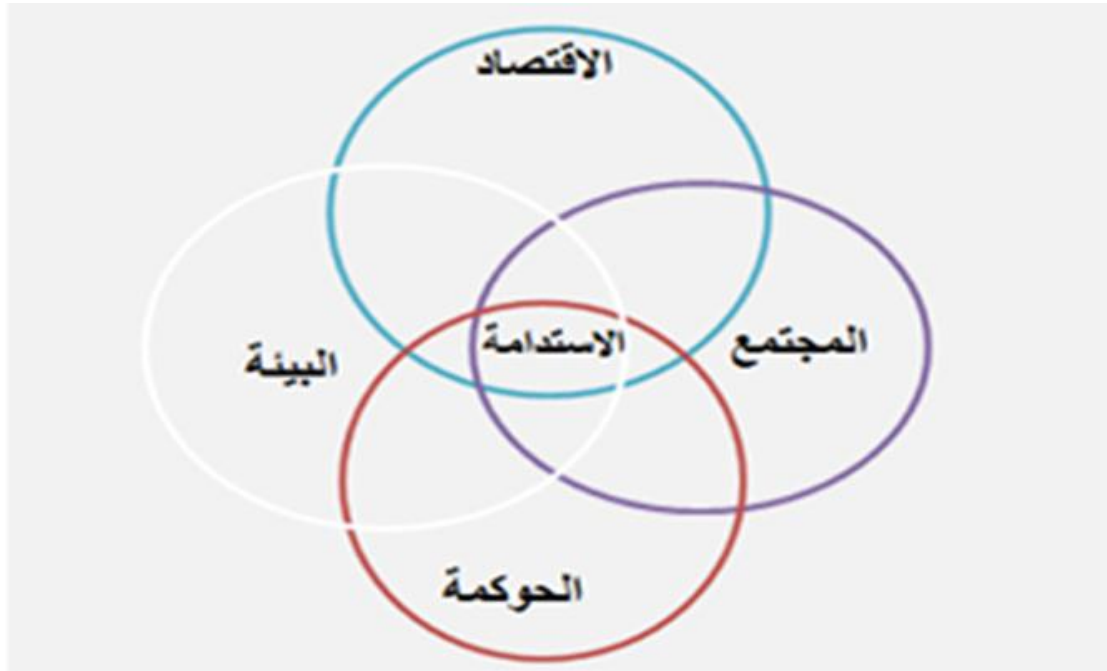 الاقتصاد
الاستدامة
المجتمع
البيئة
الحوكمة